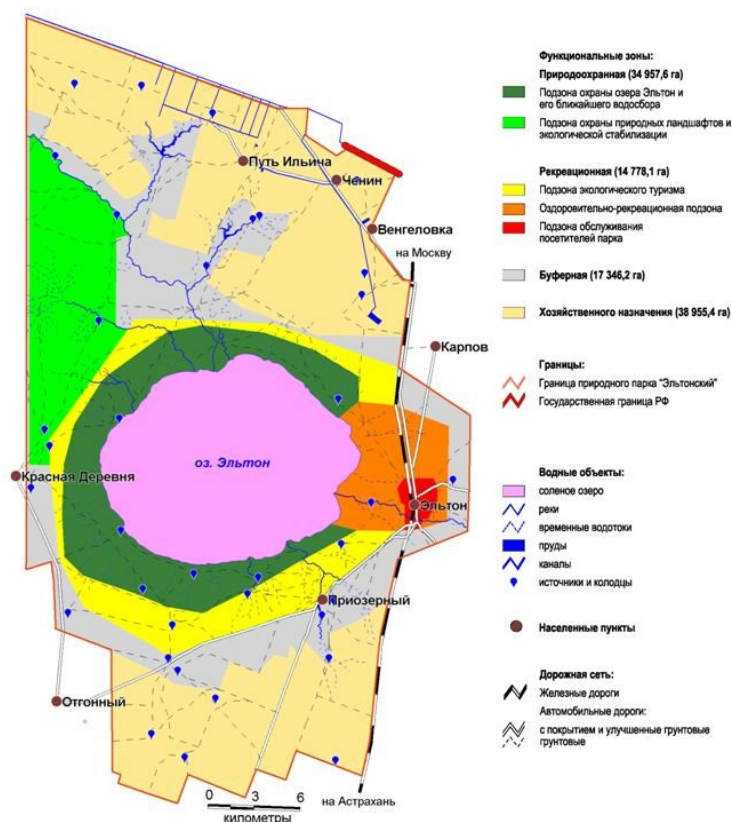 Путь Ильича
Ченин
Венгеловка
на Москву
Карпов
оз. Эльтон
Красная Деревня
Эльтон
Приозерный
Отгонный
0 3 6
километры
на Астрахань
Функциональные зоны:
Природоохранная (34 957,6 га)
Подзона охраны озера Эльтон и
его ближайшего водосбора
Подзона охраны природных ландшафтов и
экологической стабилизации
Рекреационная (14 778,1 га)
Подзона экологического туризма
Оздоровительно-рекреационная подзона
Подзона обслуживания
посетителей парка
Буферная (17 346,2 га)
Хозяйственного назначения (38 955,4 га)
Границы:
Граница природного парка "Эльтонский"
Государственная граница РФ
Водные объекты:
соленое озеро
реки
временные водотоки
пруды
каналы
источники и колодцы
Населенные пункты
Дорожная сеть:
Железные дороги
Автомобильные дороги:
с покрытием и улучшенные грунтовые
грунтовые